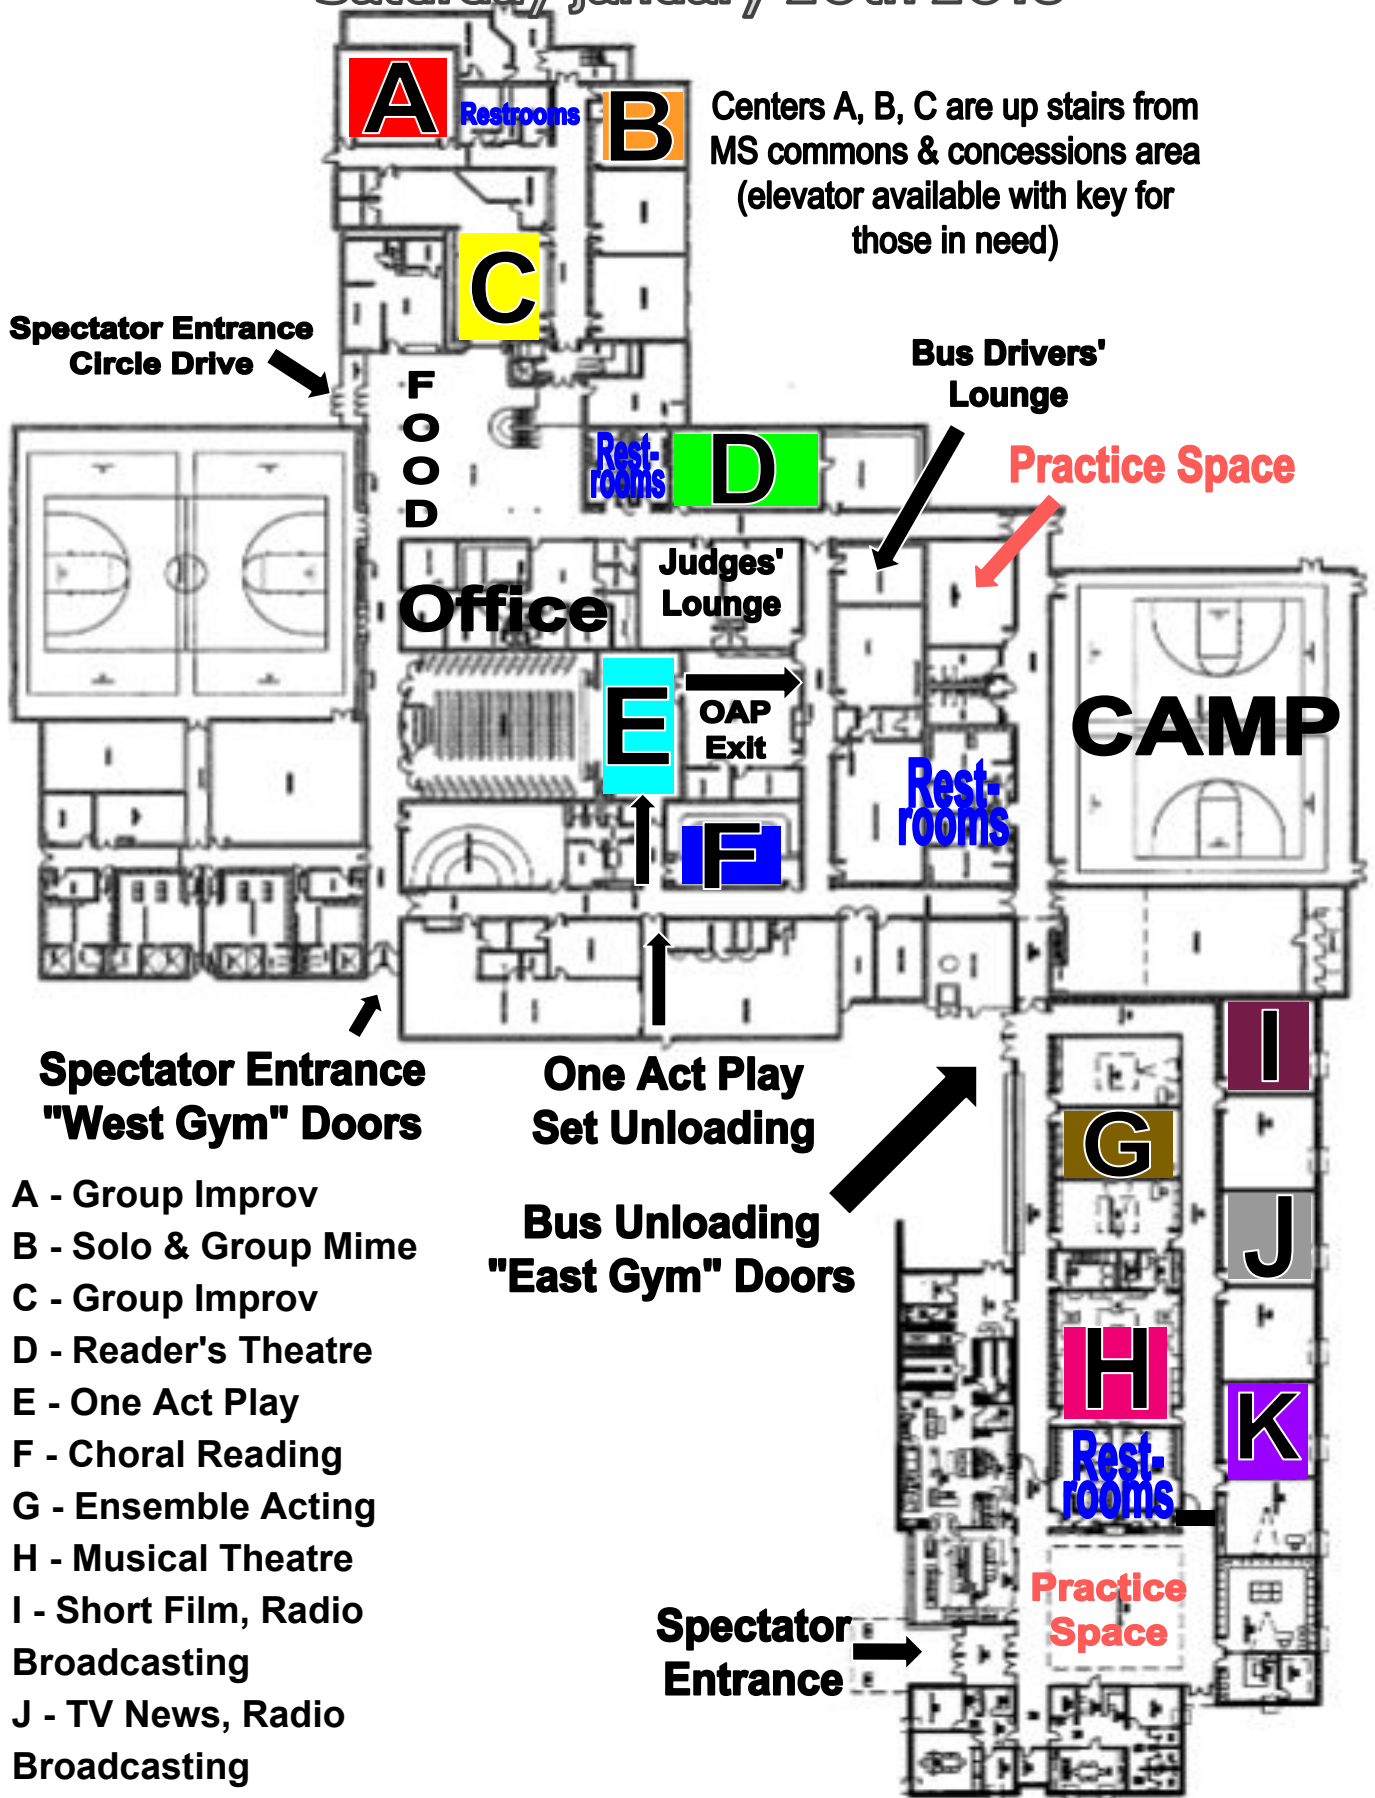 A
Restrooms
B
Centers A, B, C are up stairs from
MS commons & concessions area
(elevator available with key for
those in need)
C
Spectator Entrance
Circle Drive
F
O
O
D
Bus Drivers'
Lounge
Practice Space
Rest-
rooms
D
Judges'
Lounge
Office
E
OAP
Exit
CAMP
Rest-
rooms
F
Spectator Entrance
"West Gym" Doors
One Act Play
Set Unloading
Bus Unloading
"East Gym" Doors
I
G
J
H
K
Rest-
rooms
Practice
Space
Spectator
Entrance
A - Group Improv
B - Solo & Group Mime
C - Group Improv
D - Reader's Theatre
E - One Act Play
F - Choral Reading
G - Ensemble Acting
H - Musical Theatre
I - Short Film, Radio
Broadcasting
J - TV News, Radio
Broadcasting